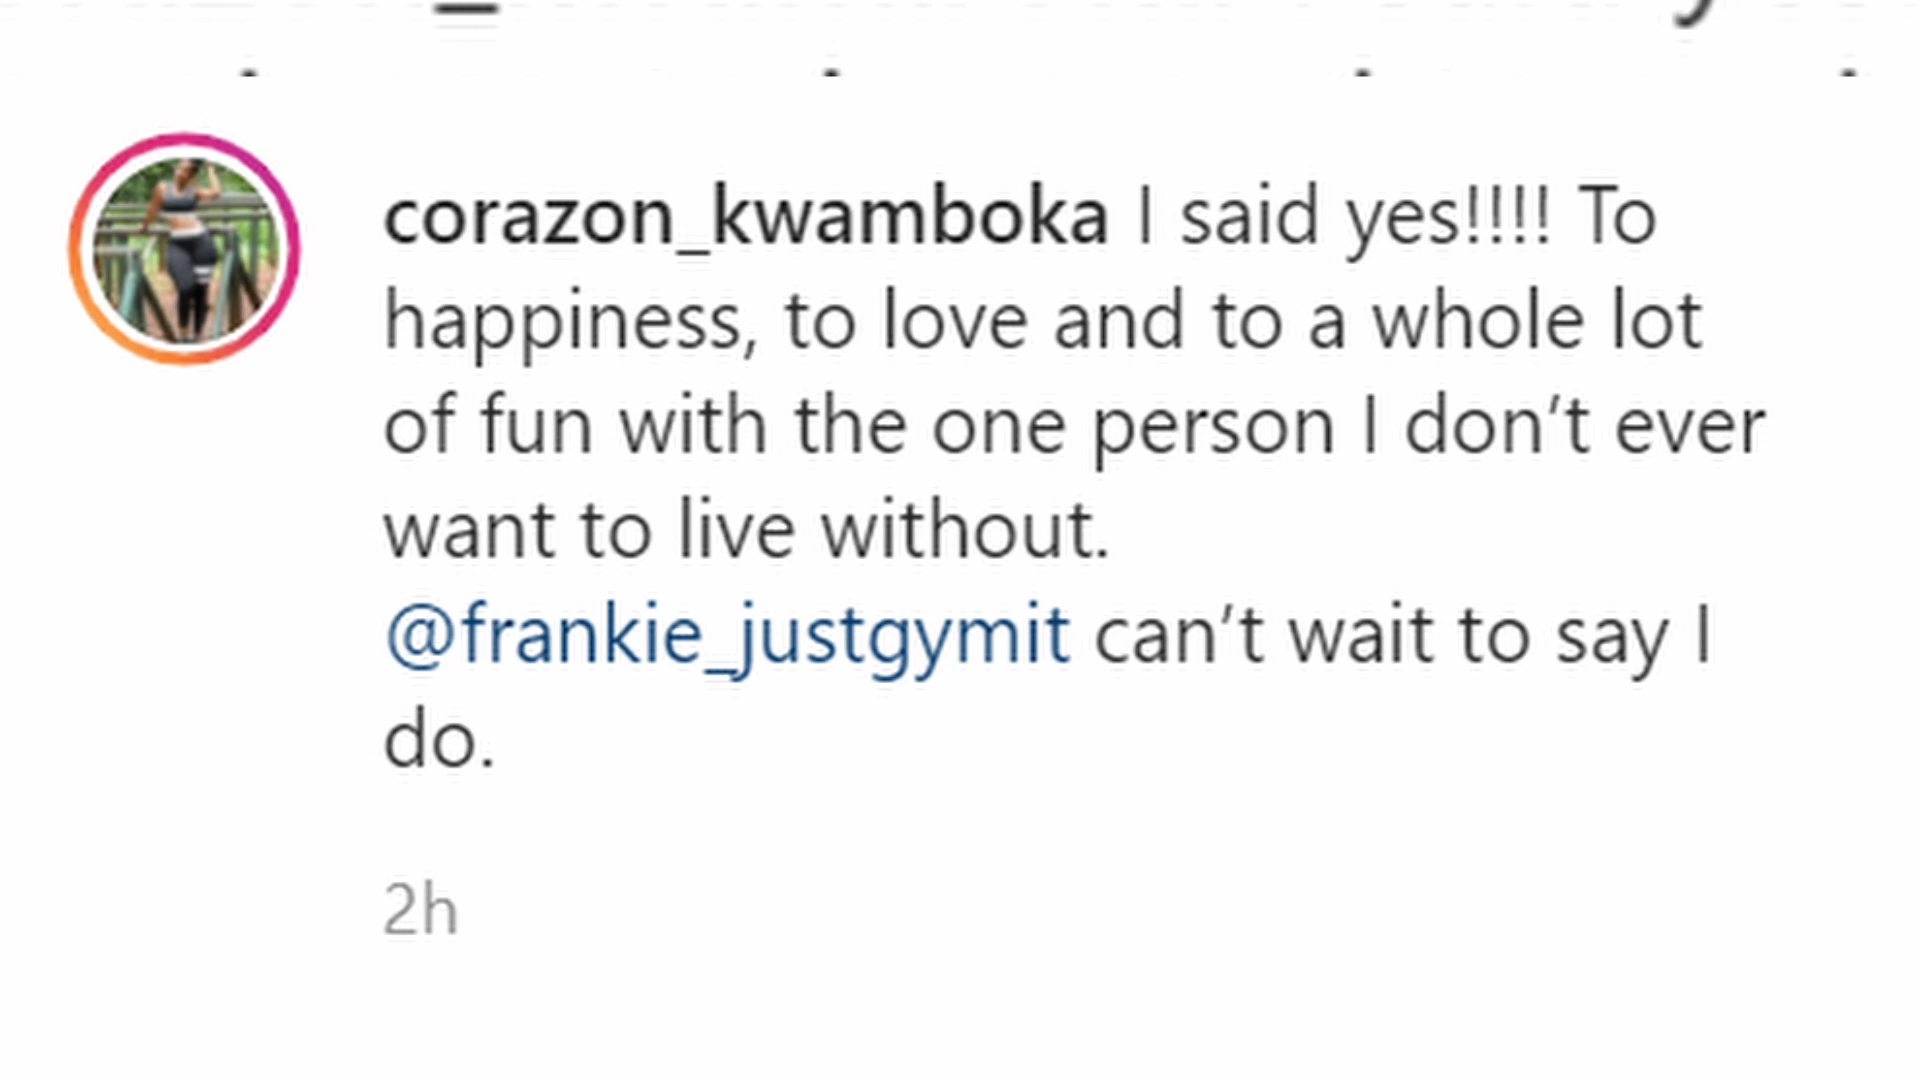 corazon_kwamboka I said yes!!!! To
happiness, to love and to a whole lot
of fun with the one person I don’t ever
want to live without.
@frankie_justgymit can’t wait to say I
do.
2h